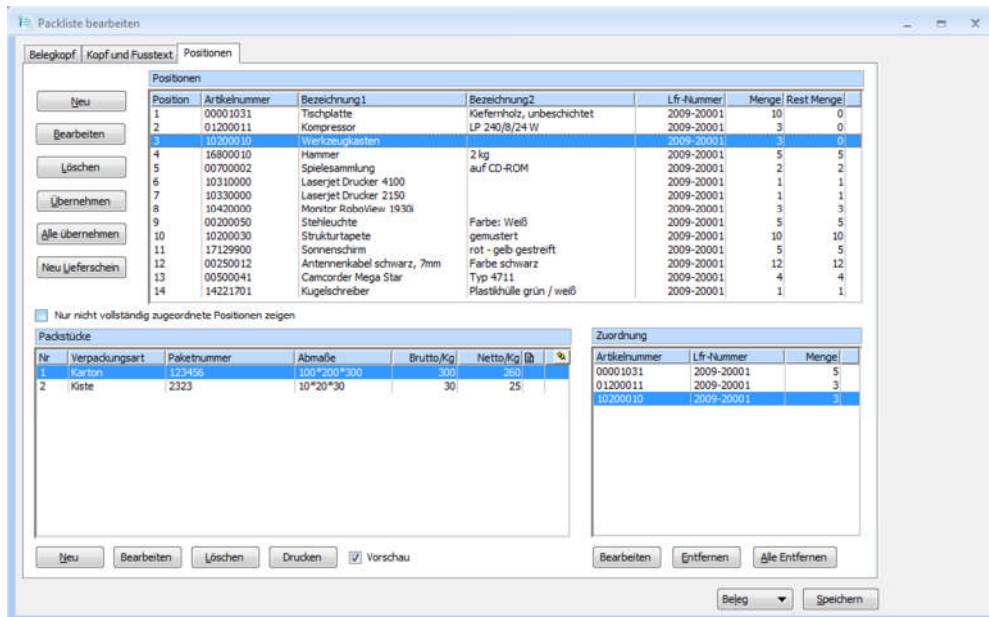 Packliste bearbeiten
Belegkopf Kopf und Fusstext Positionen
Positionen
Neu
Bearbeiten
Löschen
Übernehmen
Alle übernehmen
Neu Lieferschein
Position Artikelnummer Bezeichnung1 Bezeichnung2 Lfr-Nummer Menge Rest Menge
1 00001031 Tischplatte Kiefernholz, unbeschichtet 2009-20001 10 0
2 01200011 Kompressor LP 240/8/24 W 2009-20001 3 0
3 10200010 Werkzeugkasten 2009-20001 3 0
4 16800010 Hammer 2 kg 2009-20001 5 5
5 00700002 Spielesammlung auf CD-ROM 2009-20001 2 2
6 10310000 Laserjet Drucker 4100 2009-20001 1 1
7 10330000 Laserjet Drucker 2150 2009-20001 1 1
8 10420000 Monitor RoboView 1930i 2009-20001 3 3
9 00200050 Stehleuchte Farbe: Weiß 2009-20001 5 5
10 10200030 Strukturtapete gemustert 2009-20001 10 10
11 17129900 Sonnenschirm rot - gelb gestreift 2009-20001 5 5
12 00250012 Antennenkabel schwarz, 7mm Farbe schwarz 2009-20001 12 12
13 00500041 Camcorder Mega Star Typ 4711 2009-20001 4 4
14 14221701 Kugelschreiber Plastikhülle grün / weiß 2009-20001 1 1
Nur nicht vollständig zugeordnete Positionen zeigen
Packstücke
Nr Verpackungsart Paketnummer Abmaße Brutto/Kg Netto/Kg
1 Karton 123456 100*200*300 300 260
2 Kiste 2323 10*20*30 30 25
Neu Bearbeiten Löschen Drucken Vorschau
Zuordnung
Artikelnummer Lfr-Nummer Menge
00001031 2009-20001 5
01200011 2009-20001 3
10200010 2009-20001 3
Bearbeiten Entfernen Alle Entfernen
Beleg Speichern